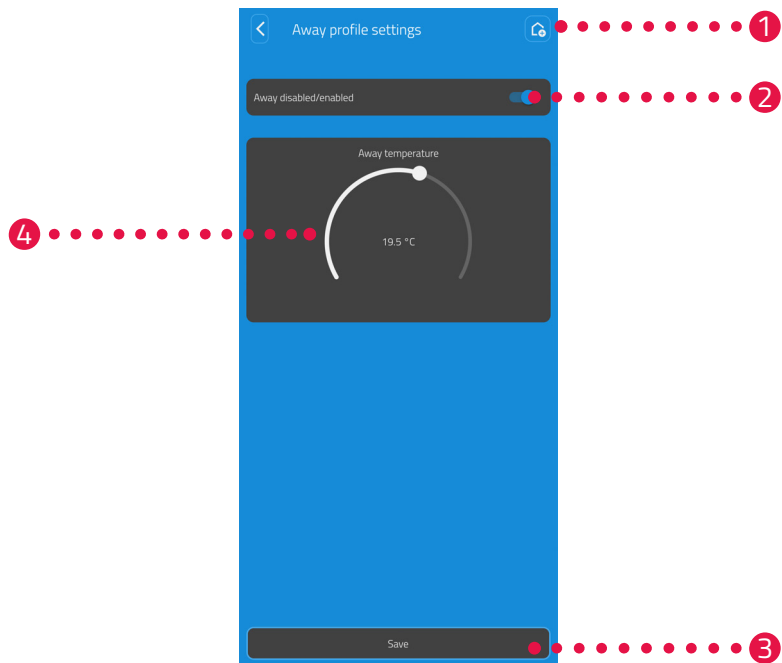 Away profile settings
1
Away disabled/enabled
2
Away temperature
4
19.5 °C
Save
3